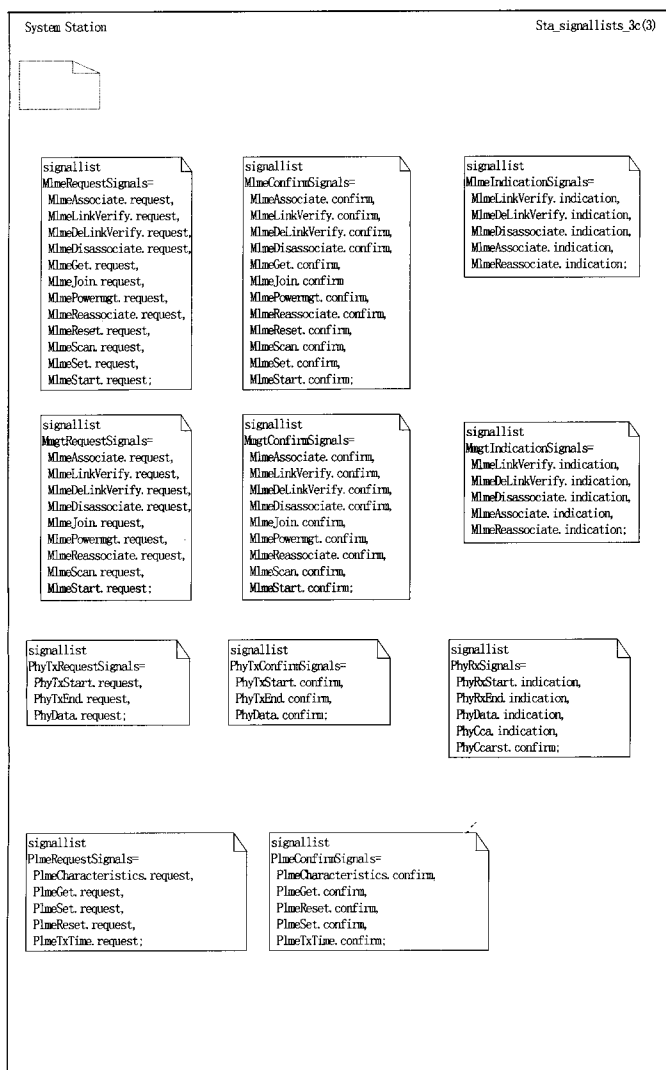 System Station
Sta_signallists_3c(3)
signallist
MlmeRequestSignals=
MlmeAssociate.request,
MlmeLinkVerify.request,
MlmeDeLinkVerify.request,
MlmeDisassociate.request,
MlmeGet.request,
MlmeJoin.request,
MlmePowermgt.request,
MlmeReassociate.request,
MlmeReset.request,
MlmeScan.request,
MlmeSet.request,
MlmeStart.request;
signallist
MlmeConfirmSignals=
MlmeAssociate.confirm,
MlmeLinkVerify.confirm,
MlmeDeLinkVerify.confirm,
MlmeDisassociate.confirm,
MlmeGet.confirm,
MlmeJoin.confirm
MlmePowermgt.confirm,
MlmeReassociate.confirm,
MlmeReset.confirm,
MlmeScan.confirm,
MlmeSet.confirm,
MlmeStart.confirm;
signallist
MlmeIndicationSignals=
MlmeLinkVerify.indication,
MlmeDeLinkVerify.indication,
MlmeDisassociate.indication,
MlmeAssociate.indication,
MlmeReassociate.indication;
signallist
MmgtRequestSignals=
MlmeAssociate.request,
MlmeLinkVerify.request,
MlmeDeLinkVerify.request,
MlmeDisassociate.request,
MlmeJoin.request,
MlmePowermgt.request,
MlmeReassociate.request,
MlmeScan.request,
MlmeStart.request;
signallist
MmgtConfirmSignals=
MlmeAssociate.confirm,
MlmeLinkVerify.confirm,
MlmeDeLinkVerify.confirm,
MlmeDisassociate.confirm,
MlmeJoin.confirm,
MlmePowermgt.confirm,
MlmeReassociate.confirm,
MlmeScan.confirm,
MlmeStart.confirm;
signallist
MmgtIndicationSignals=
MlmeLinkVerify.indication,
MlmeDeLinkVerify.indication,
MlmeDisassociate.indication,
MlmeAssociate.indication,
MlmeReassociate.indication;
signallist
PhyTxRequestSignals=
PhyTxStart.request,
PhyTxEnd.request,
PhyData.request;
signallist
PhyTxConfirmSignals=
PhyTxStart.confirm,
PhyTxEnd.confirm,
PhyData.confirm;
signallist
PhyRxSignals=
PhyRxStart.indication,
PhyRxEnd.indication,
PhyData.indication,
PhyCca.indication,
PhyCcarst.confirm;
signallist
PlmeRequestSignals=
PlmeCharacteristics.request,
PlmeGet.request,
PlmeSet.request,
PlmeReset.request,
PlmeTxTime.request;
signallist
PlmeConfirmSignals=
PlmeCharacteristics.confirm,
PlmeGet.confirm,
PlmeReset.confirm,
PlmeSet.confirm,
PlmeTxTime.confirm;